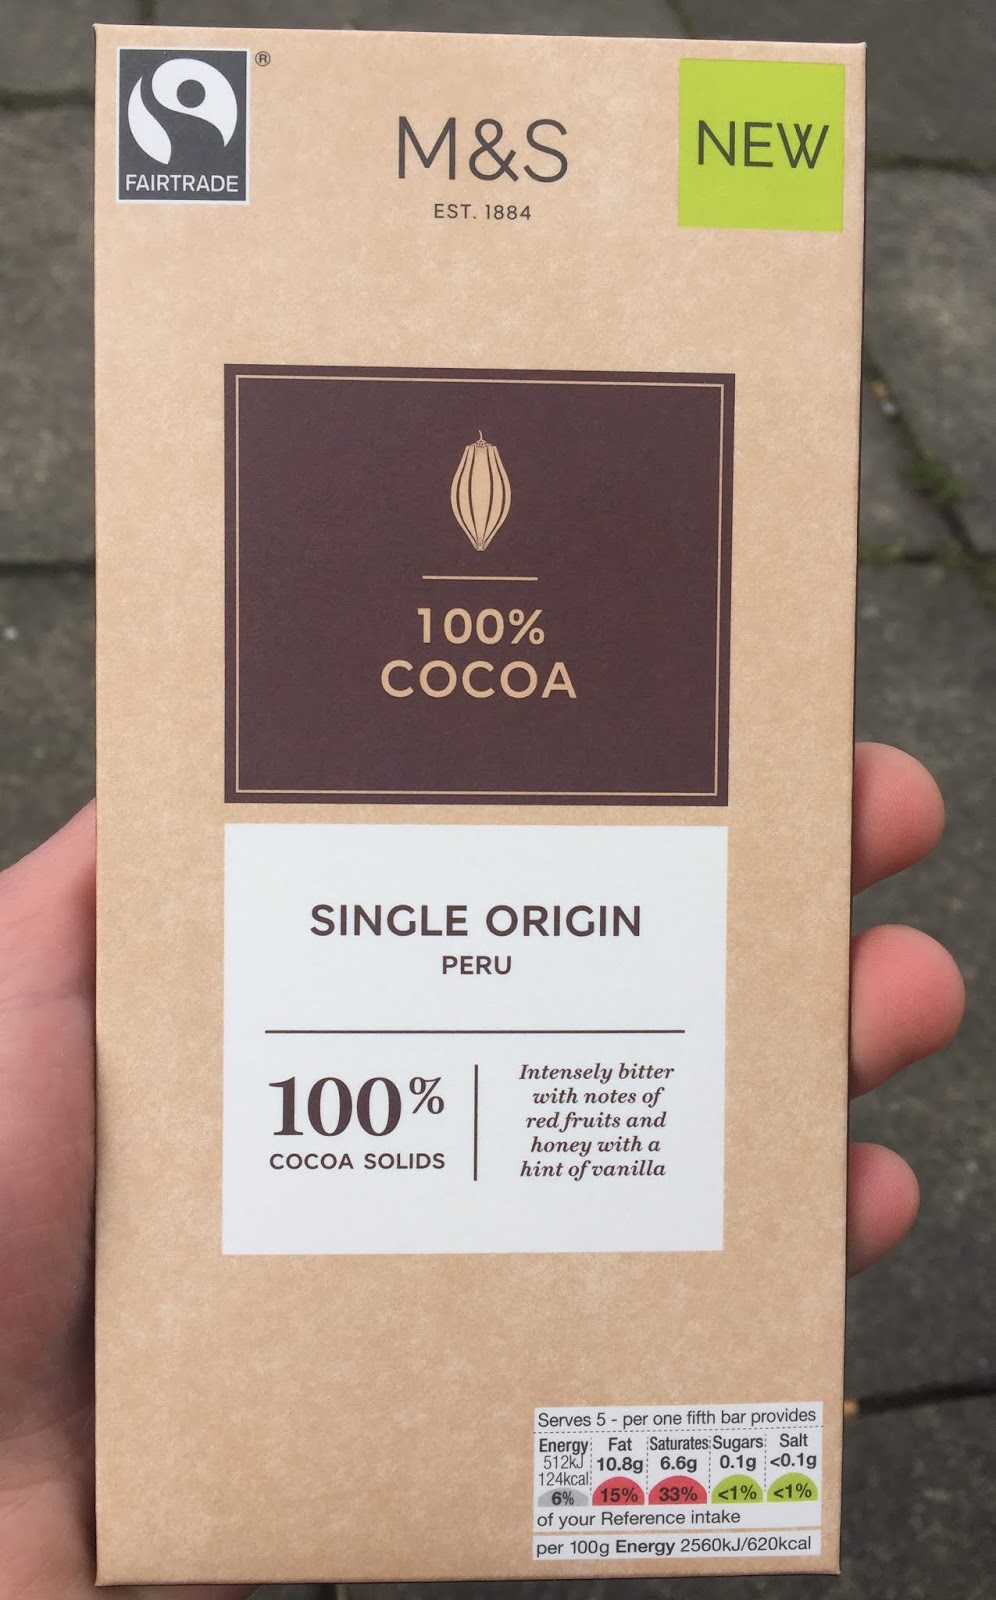 FAIRTRADE
®
M&S
EST. 1884
NEW
100%
COCOA
SINGLE ORIGIN
PERU
100%
COCOA SOLIDS
Intensely bitter
with notes of
red fruits and
honey with a
hint of vanilla
Serves 5 - per one fifth bar provides
Energy Fat Saturates Sugars Salt
512kJ 10.8g 6.6g 0.1g <0.1g
124kcal
6% 15% 33% <1% <1%
of your Reference intake
per 100g Energy 2560kJ/620kcal